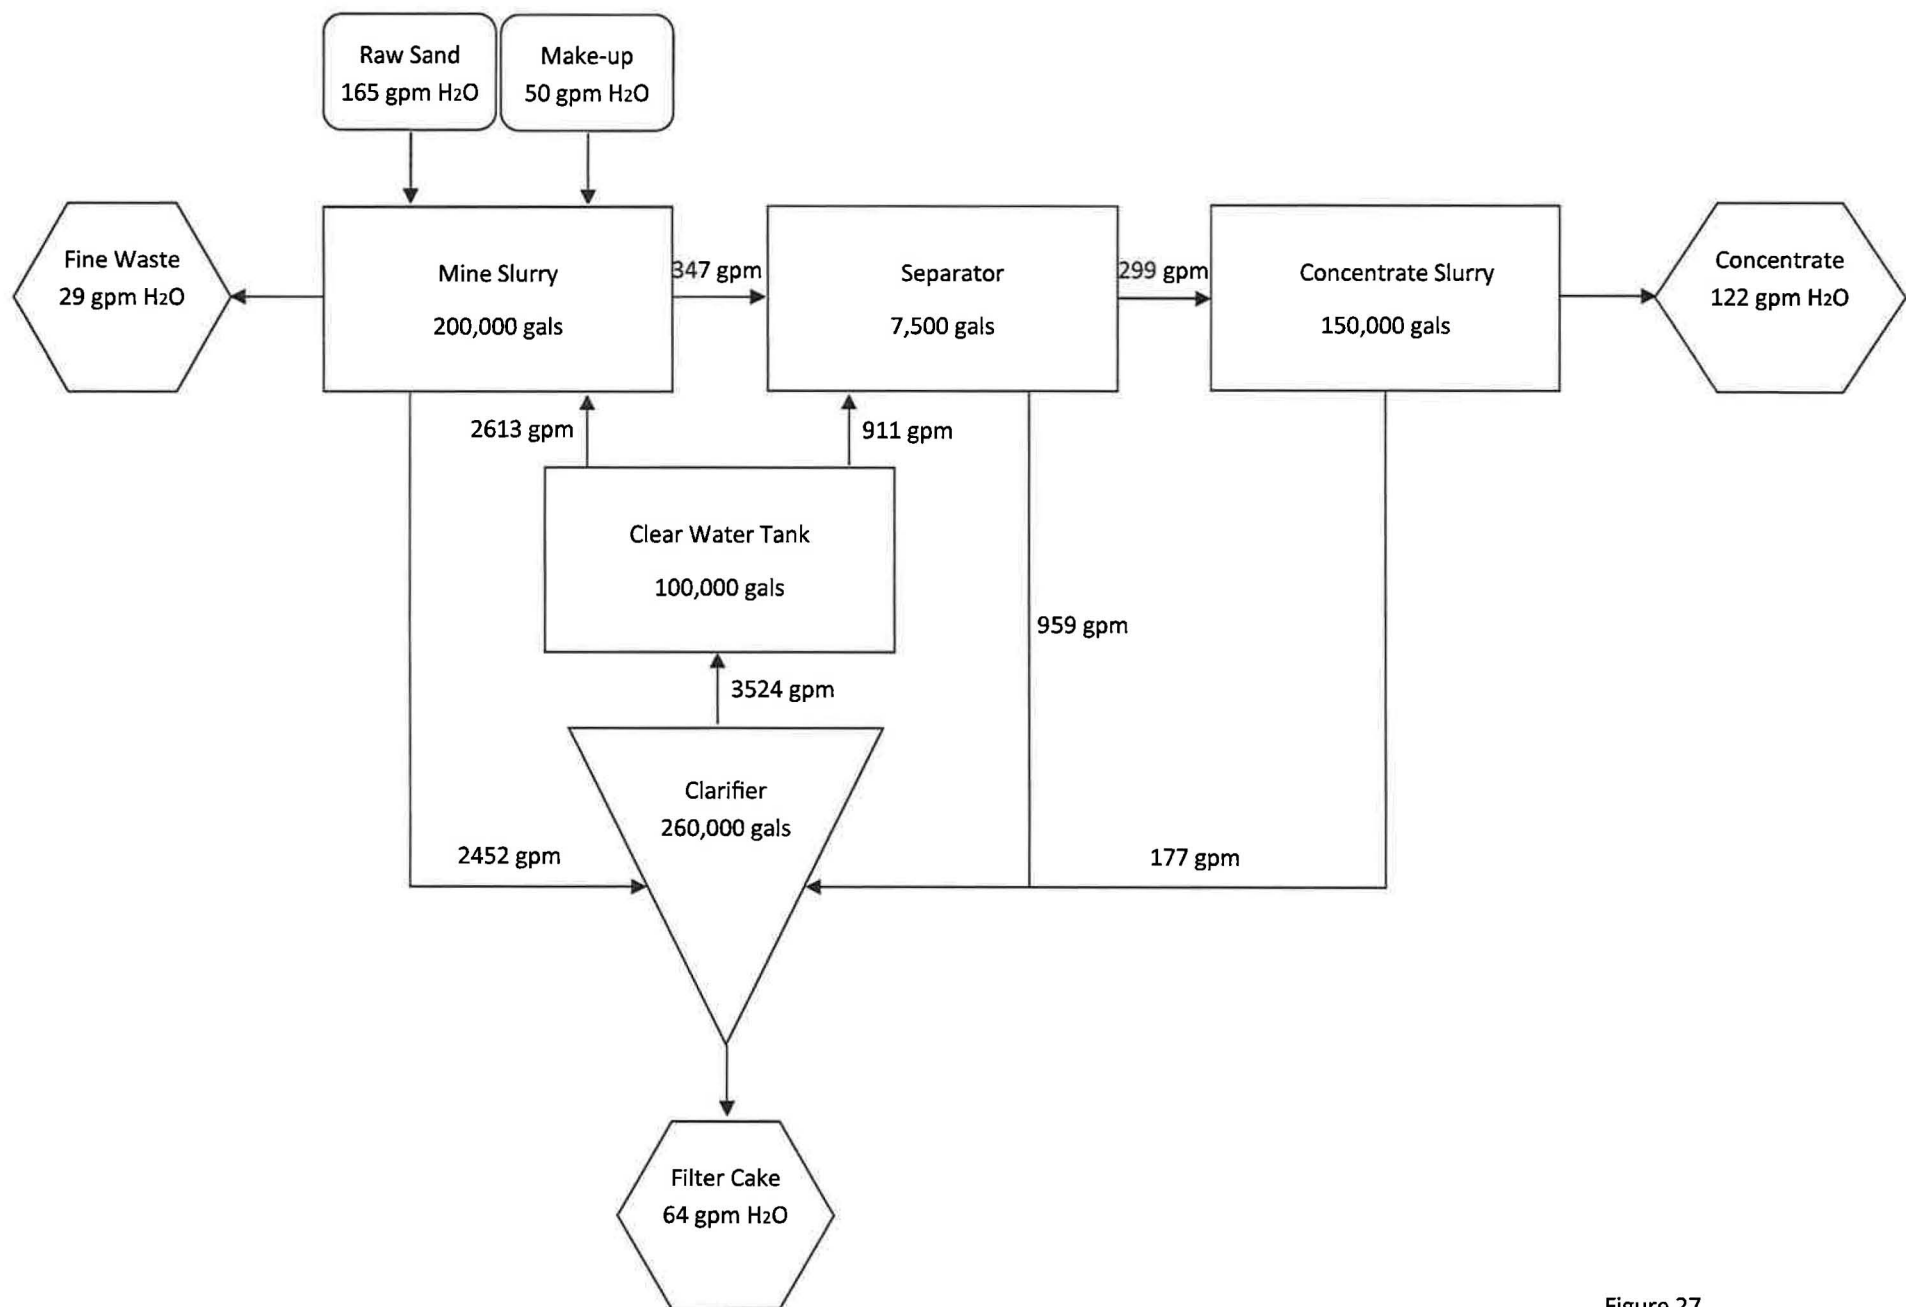 Raw Sand
165 gpm H2O
Make-up
50 gpm H2O
Fine Waste
29 gpm H2O
Mine Slurry
200,000 gals
347 gpm
Separator
7,500 gals
299 gpm
Concentrate Slurry
150,000 gals
Concentrate
122 gpm H2O
2613 gpm
911 gpm
Clear Water Tank
100,000 gals
959 gpm
3524 gpm
Clarifier
260,000 gals
2452 gpm
177 gpm
Filter Cake
64 gpm H2O
Figure 27